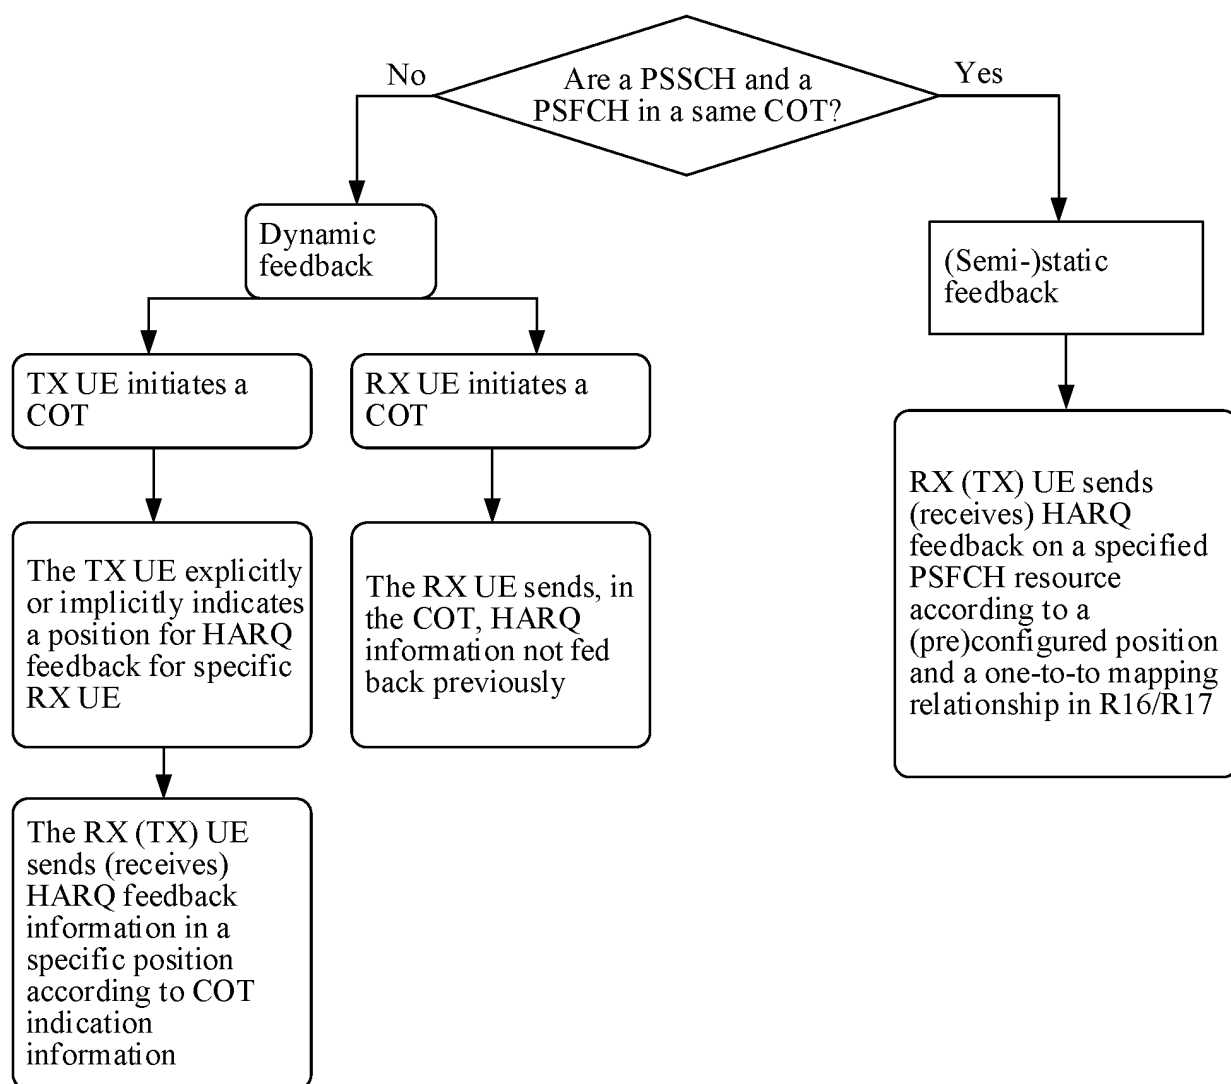 Are a PSSCH and a
PSFCH in a same COT?
No
Yes
Dynamic
feedback
(Semi-)static
feedback
TX UE initiates a
COT
RX UE initiates a
COT
The TX UE explicitly
or implicitly indicates
a position for HARQ
feedback for specific
RX UE
The RX UE sends, in
the COT, HARQ
information not fed
back previously
RX (TX) UE sends
(receives) HARQ
feedback on a specified
PSFCH resource
according to a
(pre)configured position
and a one-to-to mapping
relationship in R16/R17
The RX (TX) UE
sends (receives)
HARQ feedback
information in a
specific position
according to COT
indication
information